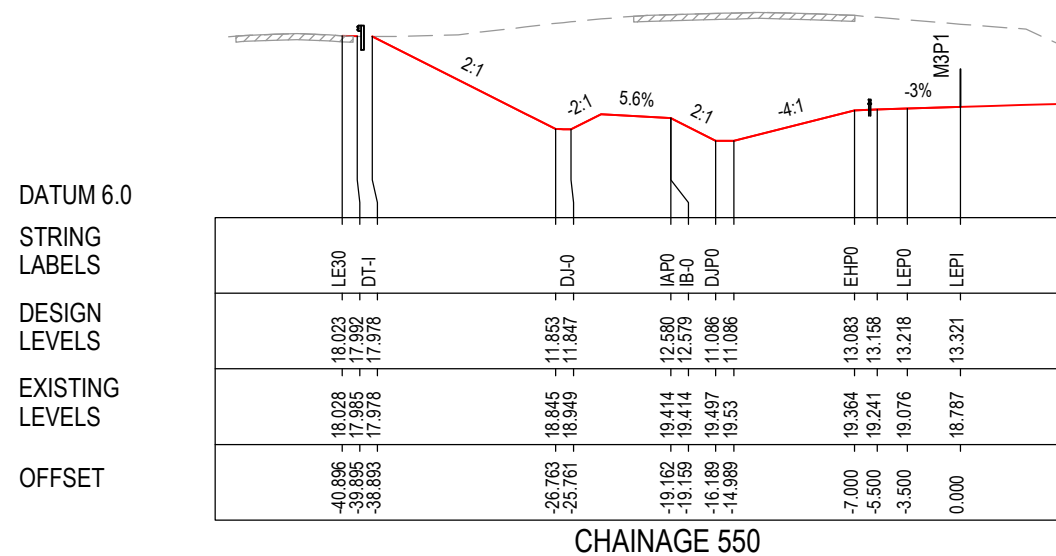 M3P1
2:1
-2:1
5.6%
2:1
-4:1
-3%
DATUM 6.0
STRING
LABELS
LE30
DT-I
DJ-0
IAP0
IB-0
DJP0
EHP0
LEP0
LEPI
DESIGN
LEVELS
18.023
17.992
17.978
11.853
11.847
12.580
12.579
11.086
11.086
13.083
13.158
13.218
13.321
EXISTING
LEVELS
18.028
17.985
17.978
18.845
18.949
19.414
19.414
19.497
19.53
19.364
19.241
19.076
18.787
OFFSET
-40.896
-39.895
-38.893
-26.763
-25.761
-19.162
-19.159
-16.189
-14.989
-7.000
-5.500
-3.500
0.000
CHAINAGE 550